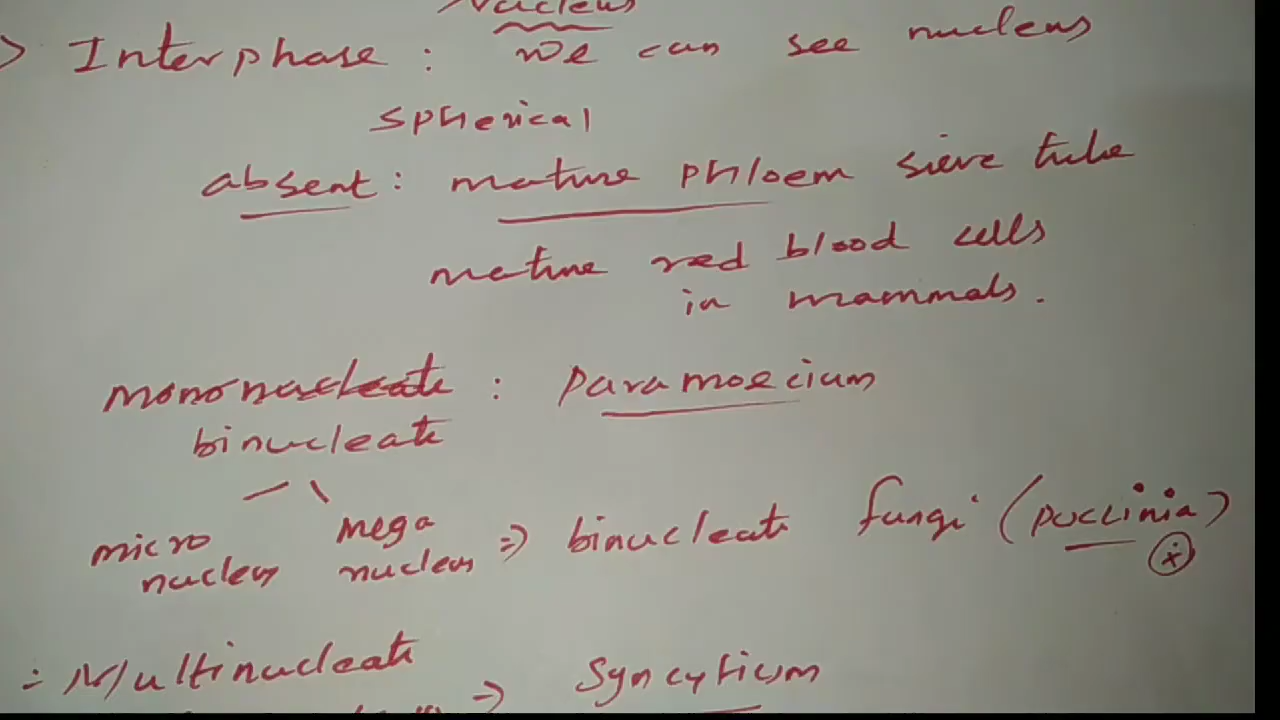 Nucleus
> Interphase : we can see nucleus
spherical
absent : mature phloem sieve tube
mature red blood cells
in mammals.
mononucleate : paramoecium
binucleate
micro mega
nucleus nucleus => binucleate fungi (puccinia)
÷ Multinucleate => Syncytium